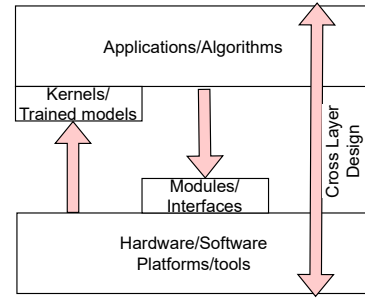 Applications/Algorithms
Kernels/
Trained models
Modules/
Interfaces
Hardware/Software
Platforms/tools
Cross Layer
Design